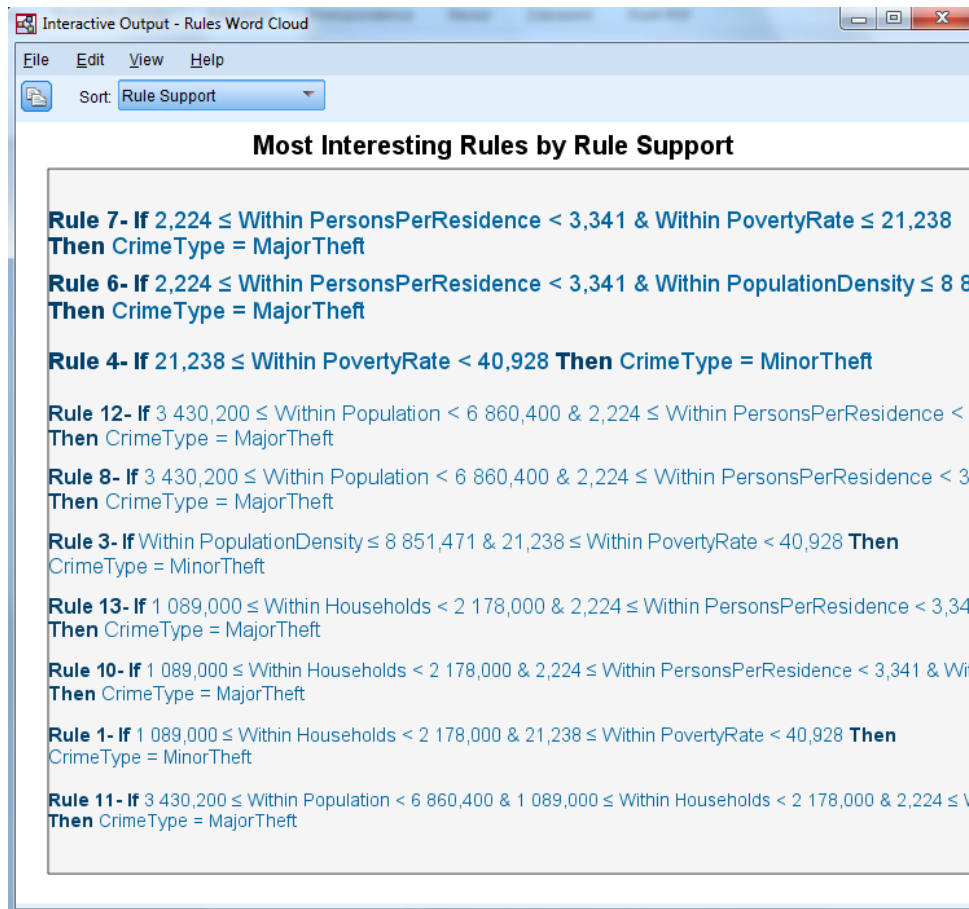 Interactive Output - Rules Word Cloud
File Edit View Help
Sort: Rule Support
Most Interesting Rules by Rule Support
Rule 7- If 2,224 ≤ Within PersonsPerResidence < 3,341 & Within PovertyRate ≤ 21,238
Then CrimeType = MajorTheft
Rule 6- If 2,224 ≤ Within PersonsPerResidence < 3,341 & Within PopulationDensity ≤ 8
Then CrimeType = MajorTheft
Rule 4- If 21,238 ≤ Within PovertyRate < 40,928 Then CrimeType = MinorTheft
Rule 12- If 3 430,200 ≤ Within Population < 6 860,400 & 2,224 ≤ Within PersonsPerResidence <
Then CrimeType = MajorTheft
Rule 8- If 3 430,200 ≤ Within Population < 6 860,400 & 2,224 ≤ Within PersonsPerResidence < 3
Then CrimeType = MajorTheft
Rule 3- If Within PopulationDensity ≤ 8 851,471 & 21,238 ≤ Within PovertyRate < 40,928 Then
CrimeType = MinorTheft
Rule 13- If 1 089,000 ≤ Within Households < 2 178,000 & 2,224 ≤ Within PersonsPerResidence < 3,34
Then CrimeType = MajorTheft
Rule 10- If 1 089,000 ≤ Within Households < 2 178,000 & 2,224 ≤ Within PersonsPerResidence < 3,341 & Wi
Then CrimeType = MajorTheft
Rule 1- If 1 089,000 ≤ Within Households < 2 178,000 & 21,238 ≤ Within PovertyRate < 40,928 Then
CrimeType = MinorTheft
Rule 11- If 3 430,200 ≤ Within Population < 6 860,400 & 1 089,000 ≤ Within Households < 2 178,000 & 2,224 ≤
Then CrimeType = MajorTheft